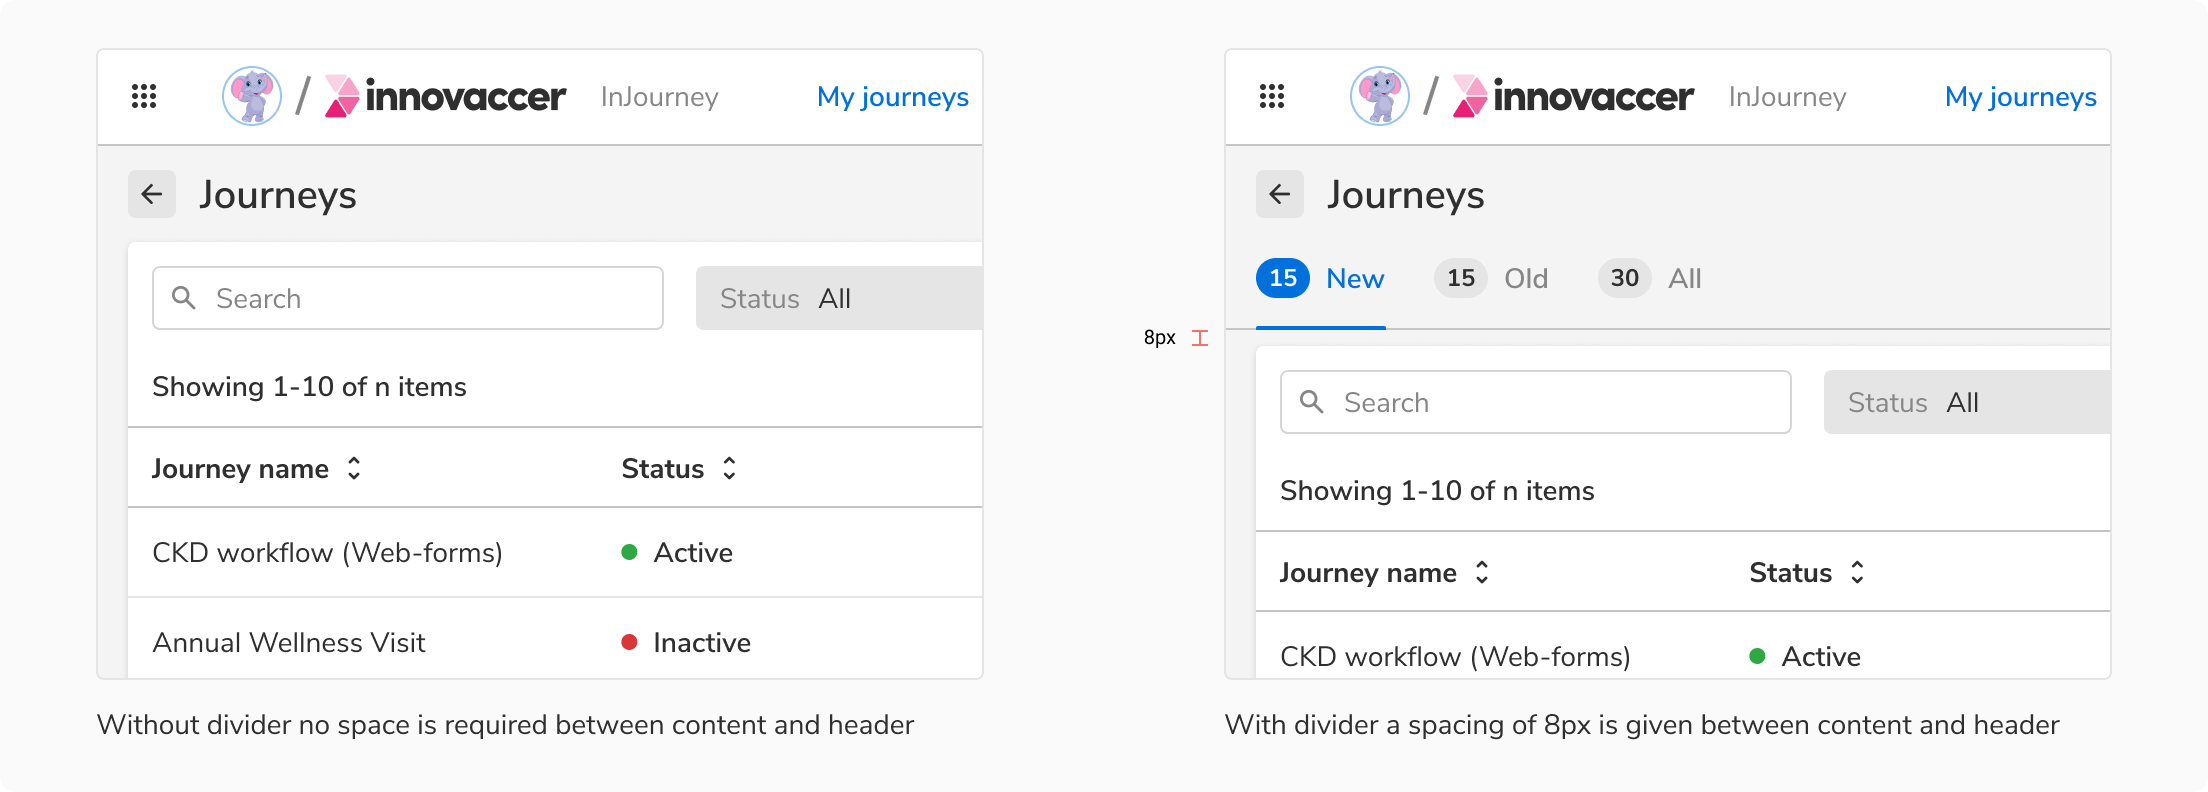 innovaccer InJourney My journeys
Journeys
Search Status All
Showing 1-10 of n items
Journey name Status
CKD workflow (Web-forms) Active
Annual Wellness Visit Inactive
Without divider no space is required between content and header
innovaccer InJourney My journeys
Journeys
15 New 15 Old 30 All
8px
Search Status All
Showing 1-10 of n items
Journey name Status
CKD workflow (Web-forms) Active
With divider a spacing of 8px is given between content and header